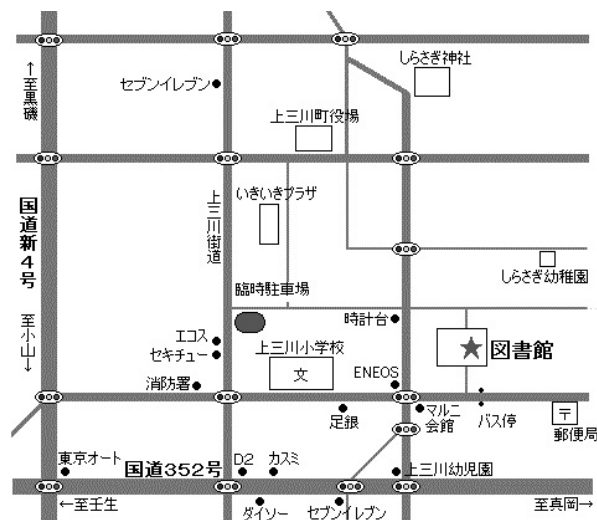 しらさぎ神社
←至黒磯
セブンイレブン
上三川町役場
国道新4号
上三川街道
いきいきプラザ
しらさぎ幼稚園
臨時駐車場
至小山→
時計台
エコス
セキチュー
上三川小学校
文
図書館
消防署
ENEOS
足銀
マルニ
会館
バス停
〒
郵便局
東京オート
国道352号
D2
カスミ
上三川幼児園
←至壬生
ダイソー
セブンイレブン
至真岡→